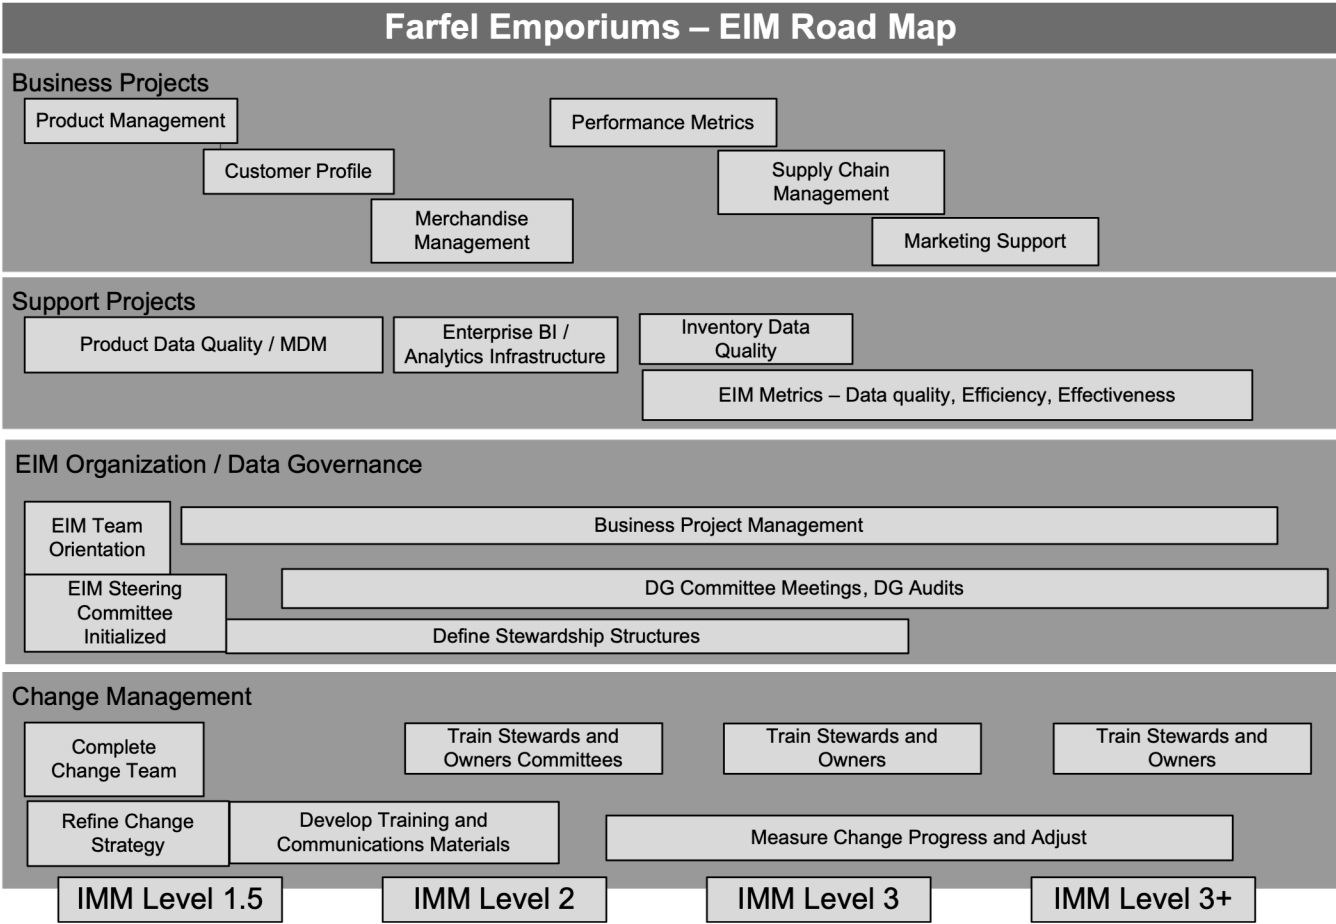 Farfel Emporiums – EIM Road Map
Business Projects
Product Management
Performance Metrics
Customer Profile
Supply Chain
Management
Merchandise
Management
Marketing Support
Support Projects
Product Data Quality / MDM
Enterprise BI /
Analytics Infrastructure
Inventory Data
Quality
EIM Metrics – Data quality, Efficiency, Effectiveness
EIM Organization / Data Governance
EIM Team
Orientation
Business Project Management
EIM Steering
Committee
Initialized
DG Committee Meetings, DG Audits
Define Stewardship Structures
Change Management
Complete
Change Team
Train Stewards and
Owners Committees
Train Stewards and
Owners
Train Stewards and
Owners
Refine Change
Strategy
Develop Training and
Communications Materials
Measure Change Progress and Adjust
IMM Level 1.5
IMM Level 2
IMM Level 3
IMM Level 3+